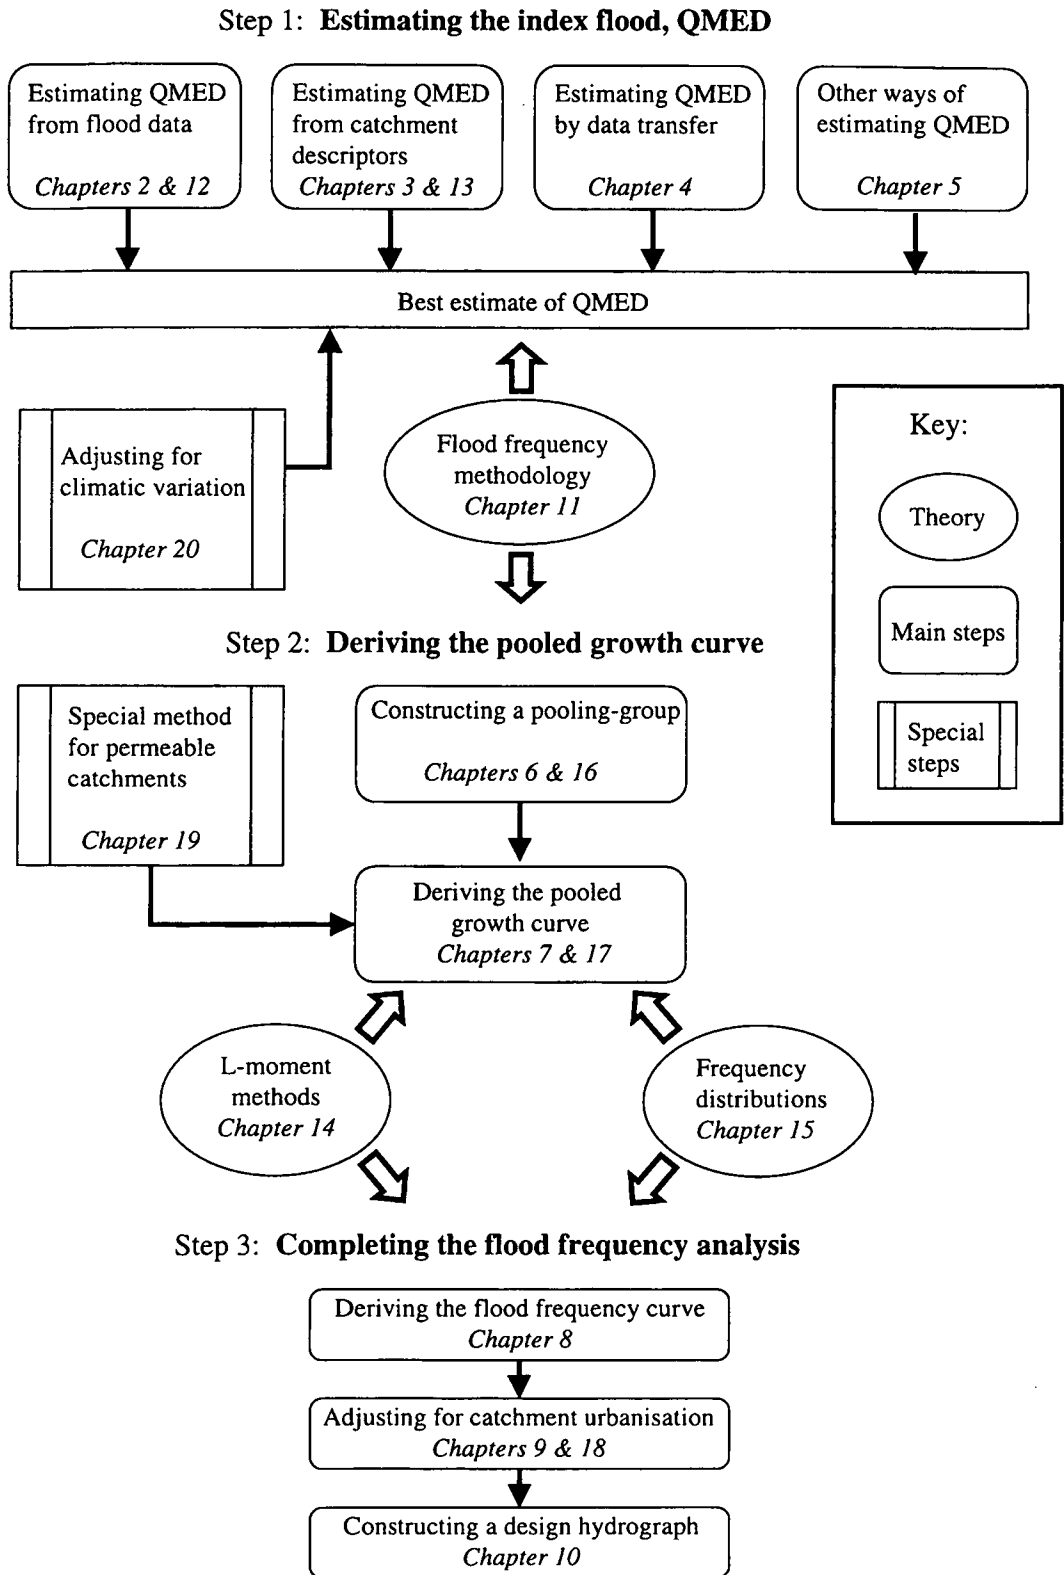 Step 1: Estimating the index flood, QMED
Estimating QMED
from flood data
Chapters 2 & 12
Estimating QMED
from catchment
descriptors
Chapters 3 & 13
Estimating QMED
by data transfer
Chapter 4
Other ways of
estimating QMED
Chapter 5
Best estimate of QMED
Adjusting for
climatic variation
Chapter 20
Flood frequency
methodology
Chapter 11
Key:
Theory
Main steps
Special
steps
Step 2: Deriving the pooled growth curve
Special method
for permeable
catchments
Chapter 19
Constructing a pooling-group
Chapters 6 & 16
Deriving the pooled
growth curve
Chapters 7 & 17
L-moment
methods
Chapter 14
Frequency
distributions
Chapter 15
Step 3: Completing the flood frequency analysis
Deriving the flood frequency curve
Chapter 8
Adjusting for catchment urbanisation
Chapters 9 & 18
Constructing a design hydrograph
Chapter 10